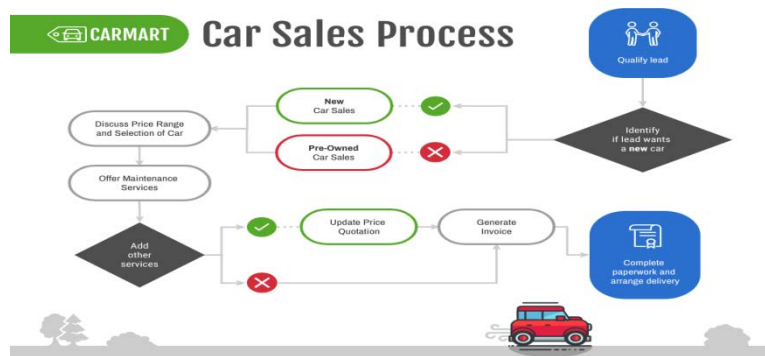 CARMART
Car Sales Process
Qualify lead
Identify
if lead wants
a new car
New
Car Sales
Pre-Owned
Car Sales
Discuss Price Range
and Selection of Car
Offer Maintenance
Services
Add
other
services
Update Price
Quotation
Generate
Invoice
Complete
paperwork and
arrange delivery